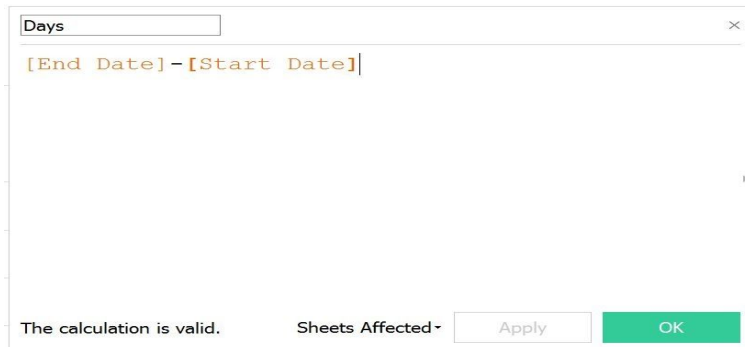 Days
[End Date]-[Start Date]
The calculation is valid. Sheets Affected Apply OK